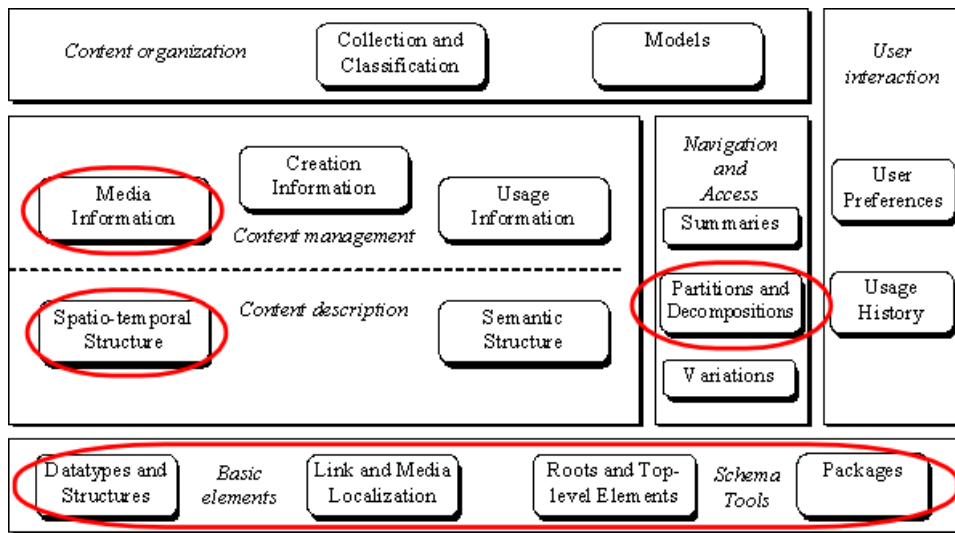 Content organization
Collection and
Classification
Models
User
interaction
Media
Information
Creation
Information
Usage
Information
Content management
Navigation
and
Access
Summaries
User
Preferences
Spatio-temporal
Structure
Content description
Semantic
Structure
Partitions and
Decompositions
Variations
Usage
History
Datatypes and
Structures
Basic
elements
Link and Media
Localization
Roots and Top-
level Elements
Schema
Tools
Packages